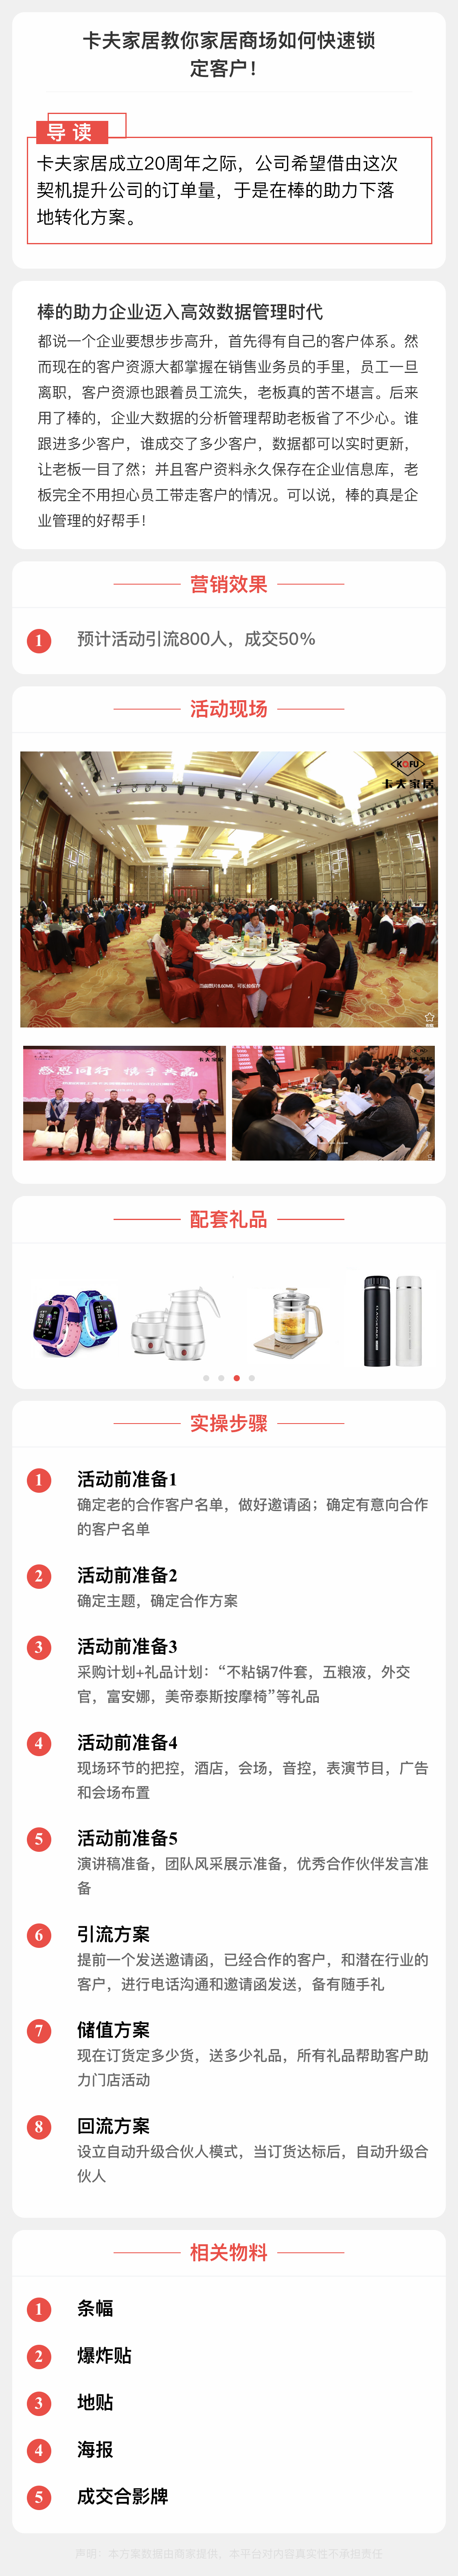 卡夫家居教你家居商场如何快速锁
定客户！
导读
卡夫家居成立20周年之际，公司希望借由这次
契机提升公司的订单量，于是在棒的助力下落
地转化方案。
棒的助力企业迈入高效数据管理时代
都说一个企业要想步步高升，首先得有自己的客户体系。然
而现在的客户资源大都掌握在销售业务员的手里，员工一旦
离职，客户资源也跟着员工流失，老板真的苦不堪言。后来
用了棒的，企业大数据的分析管理帮助老板省了不少心。谁
跟进多少客户，谁成交了多少客户，数据都可以实时更新，
让老板一目了然；并且客户资料永久保存在企业信息库，老
板完全不用担心员工带走客户的情况。可以说，棒的真是企
业管理的好帮手！
营销效果
1 预计活动引流800人，成交50%
活动现场
KQFU
卡夫家居
当前图片9.60MB，可长按保存
收藏
感恩同行 携手共赢
卡夫家居
配套礼品
实操步骤
1 活动前准备1
确定老的合作客户名单，做好邀请函；确定有意向合作
的客户名单
2 活动前准备2
确定主题，确定合作方案
3 活动前准备3
采购计划+礼品计划：“不粘锅7件套，五粮液，外交
官，富安娜，美帝泰斯按摩椅”等礼品
4 活动前准备4
现场环节的把控，酒店，会场，音控，表演节目，广告
和会场布置
5 活动前准备5
演讲稿准备，团队风采展示准备，优秀合作伙伴发言准
备
6 引流方案
提前一个发送邀请函，已经合作的客户，和潜在行业的
客户，进行电话沟通和邀请函发送，备有随手礼
7 储值方案
现在订货定多少货，送多少礼品，所有礼品帮助客户助
力门店活动
8 回流方案
设立自动升级合伙人模式，当订货达标后，自动升级合
伙人
相关物料
1 条幅
2 爆炸贴
3 地贴
4 海报
5 成交合影牌
声明：本方案数据由商家提供，本平台对内容真实性不承担责任